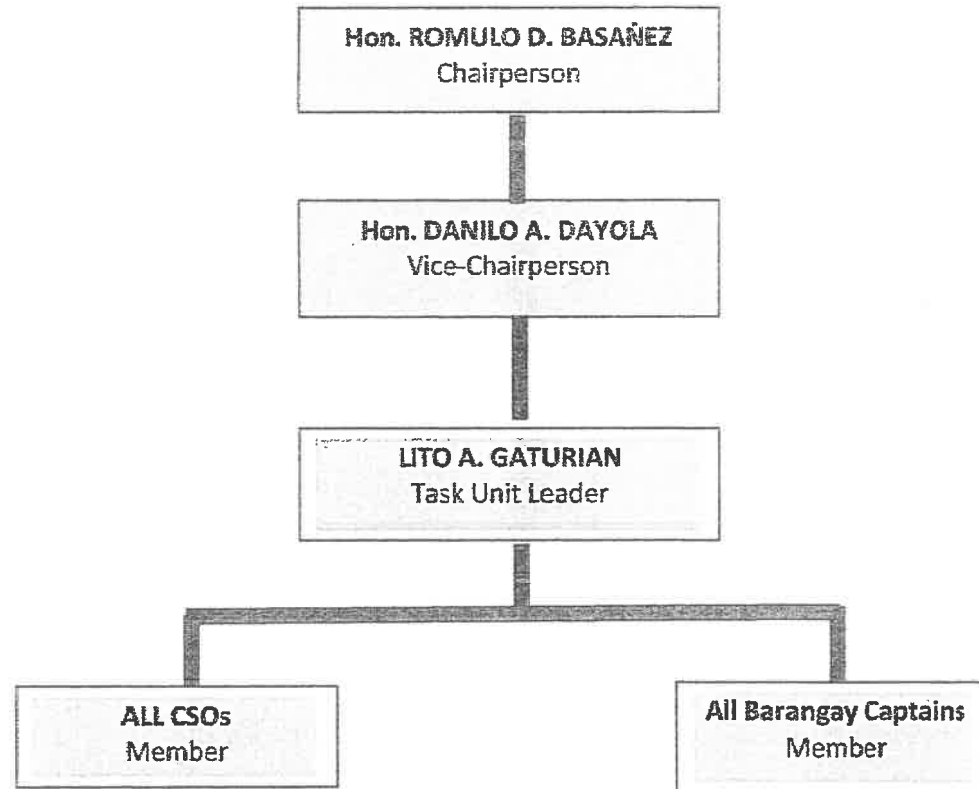 Hon. ROMULO D. BASAÑEZ
Chairperson
Hon. DANILO A. DAYOLA
Vice-Chairperson
LITO A. GATURIAN
Task Unit Leader
ALL CSOs
Member
All Barangay Captains
Member